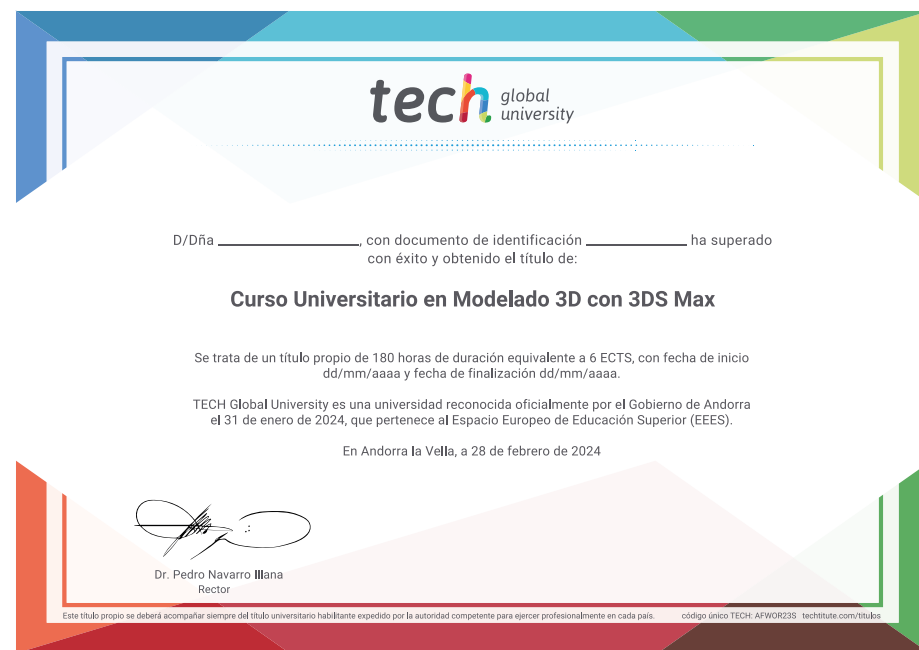 tech global university
D/Dña ____________________, con documento de identificación ______________ ha superado
con éxito y obtenido el título de:
Curso Universitario en Modelado 3D con 3DS Max
Se trata de un título propio de 180 horas de duración equivalente a 6 ECTS, con fecha de inicio
dd/mm/aaaa y fecha de finalización dd/mm/aaaa.
TECH Global University es una universidad reconocida oficialmente por el Gobierno de Andorra
el 31 de enero de 2024, que pertenece al Espacio Europeo de Educación Superior (EEES).
En Andorra la Vella, a 28 de febrero de 2024
Dr. Pedro Navarro Illana
Rector
Este título propio se deberá acompañar siempre del título universitario habilitante expedido por la autoridad competente para ejercer profesionalmente en cada país. código único TECH: AFWOR23S techtitute.com/titulos